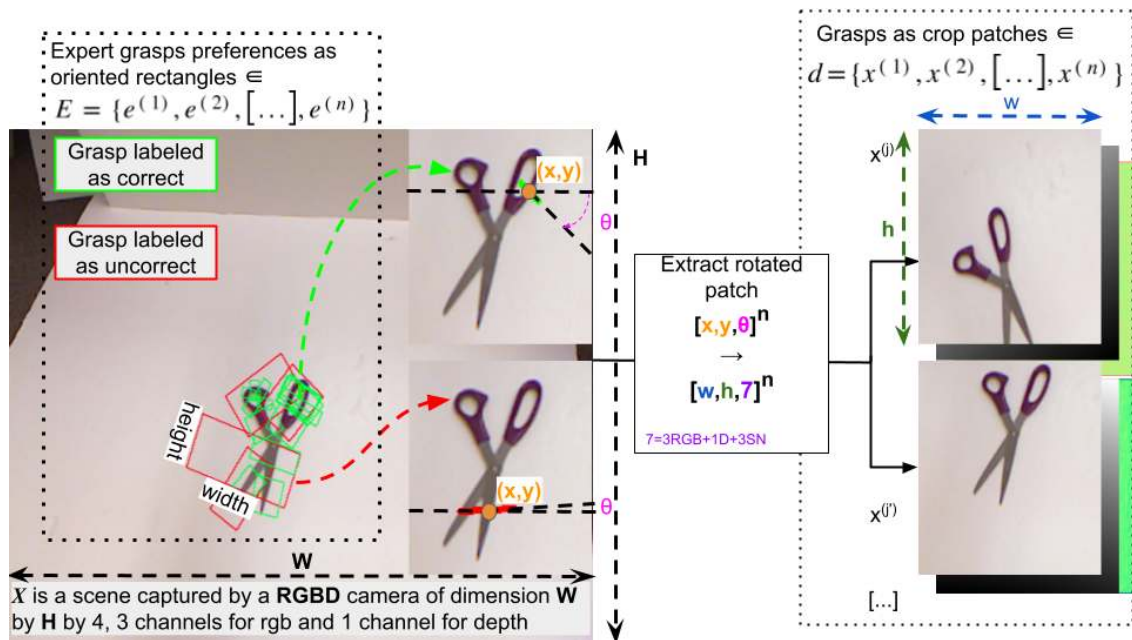 Expert grasps preferences as
oriented rectangles ∈
E = {e⁽¹⁾, e⁽²⁾, [...], e⁽ⁿ⁾}
Grasp labeled
as correct
Grasp labeled
as uncorrect
height
width
(x,y)
θ
H
(x,y)
θ
W
X is a scene captured by a RGBD camera of dimension W
by H by 4, 3 channels for rgb and 1 channel for depth
Extract rotated
patch
[x,y,θ]ⁿ
→
[w,h,7]ⁿ
7=3RGB+1D+3SN
Grasps as crop patches ∈
d = {x⁽¹⁾, x⁽²⁾, [...], x⁽ⁿ⁾}
w
x⁽ʲ⁾
h
x⁽ʲ'⁾
[...]